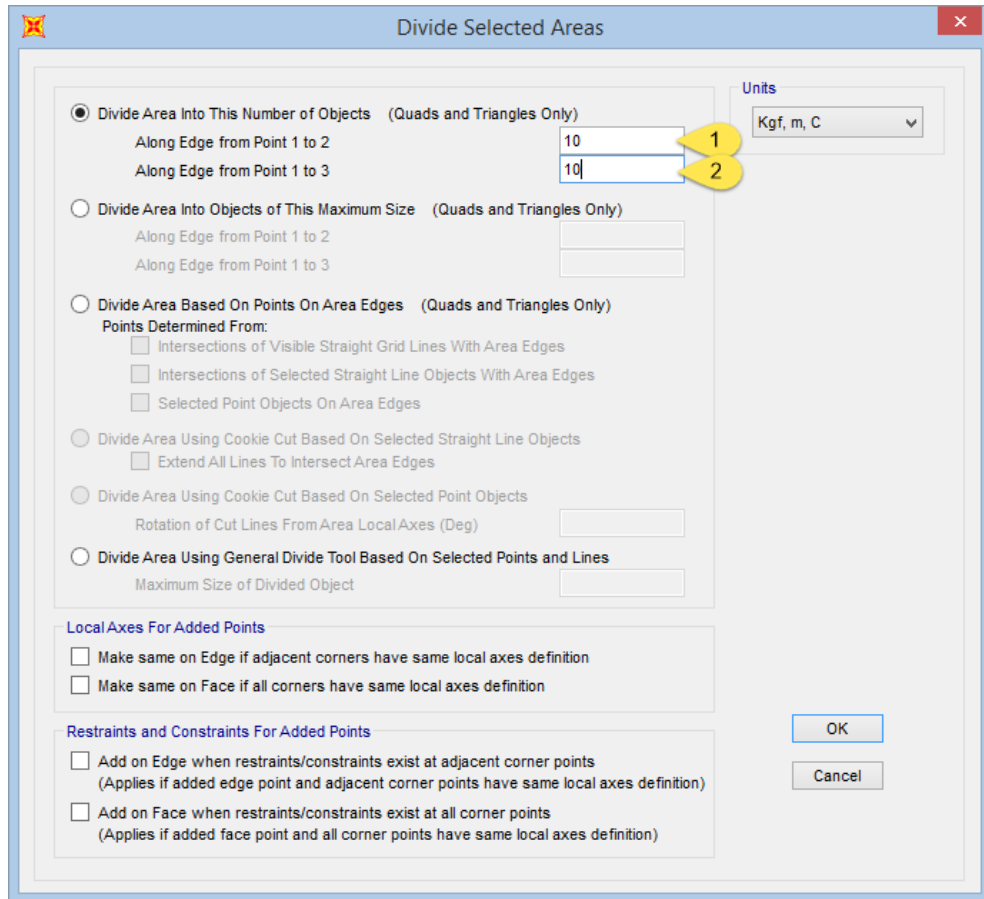 Divide Selected Areas
Units
Kgf, m, C
Divide Area Into This Number of Objects (Quads and Triangles Only)
Along Edge from Point 1 to 2
10
1
Along Edge from Point 1 to 3
10
2
Divide Area Into Objects of This Maximum Size (Quads and Triangles Only)
Along Edge from Point 1 to 2
Along Edge from Point 1 to 3
Divide Area Based On Points On Area Edges (Quads and Triangles Only)
Points Determined From:
Intersections of Visible Straight Grid Lines With Area Edges
Intersections of Selected Straight Line Objects With Area Edges
Selected Point Objects On Area Edges
Divide Area Using Cookie Cut Based On Selected Straight Line Objects
Extend All Lines To Intersect Area Edges
Divide Area Using Cookie Cut Based On Selected Point Objects
Rotation of Cut Lines From Area Local Axes (Deg)
Divide Area Using General Divide Tool Based On Selected Points and Lines
Maximum Size of Divided Object
Local Axes For Added Points
Make same on Edge if adjacent corners have same local axes definition
Make same on Face if all corners have same local axes definition
Restraints and Constraints For Added Points
Add on Edge when restraints/constraints exist at adjacent corner points
(Applies if added edge point and adjacent corner points have same local axes definition)
Add on Face when restraints/constraints exist at all corner points
(Applies if added face point and all corner points have same local axes definition)
OK
Cancel